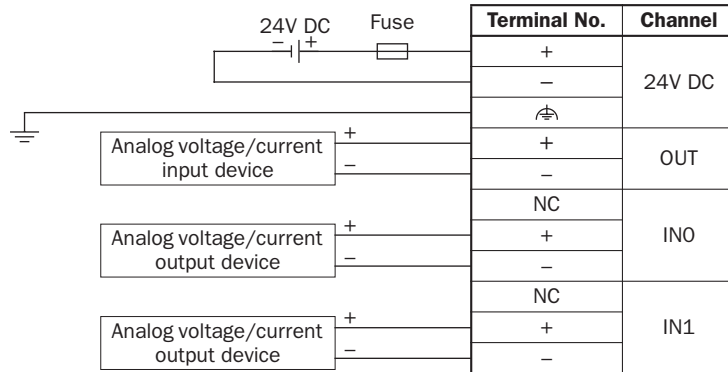 24V DC
Fuse
– +
Terminal No. Channel
+
–
24V DC
+
–
OUT
NC
+
–
IN0
NC
+
–
IN1
Analog voltage/current
input device
+
–
Analog voltage/current
output device
+
–
Analog voltage/current
output device
+
–